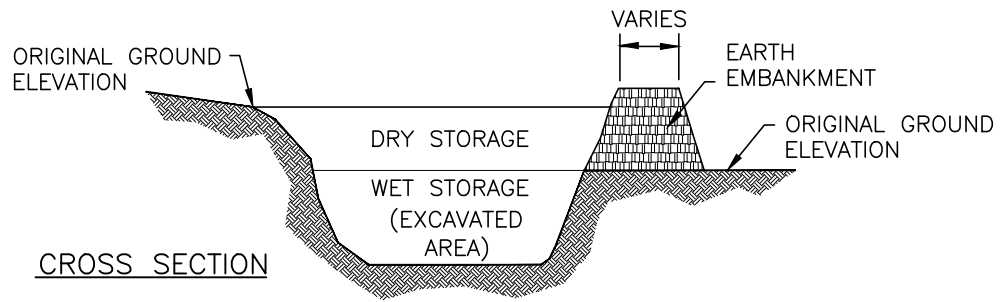 VARIES
ORIGINAL GROUND
ELEVATION
EARTH
EMBANKMENT
DRY STORAGE
ORIGINAL GROUND
ELEVATION
WET STORAGE
(EXCAVATED
AREA)
CROSS SECTION